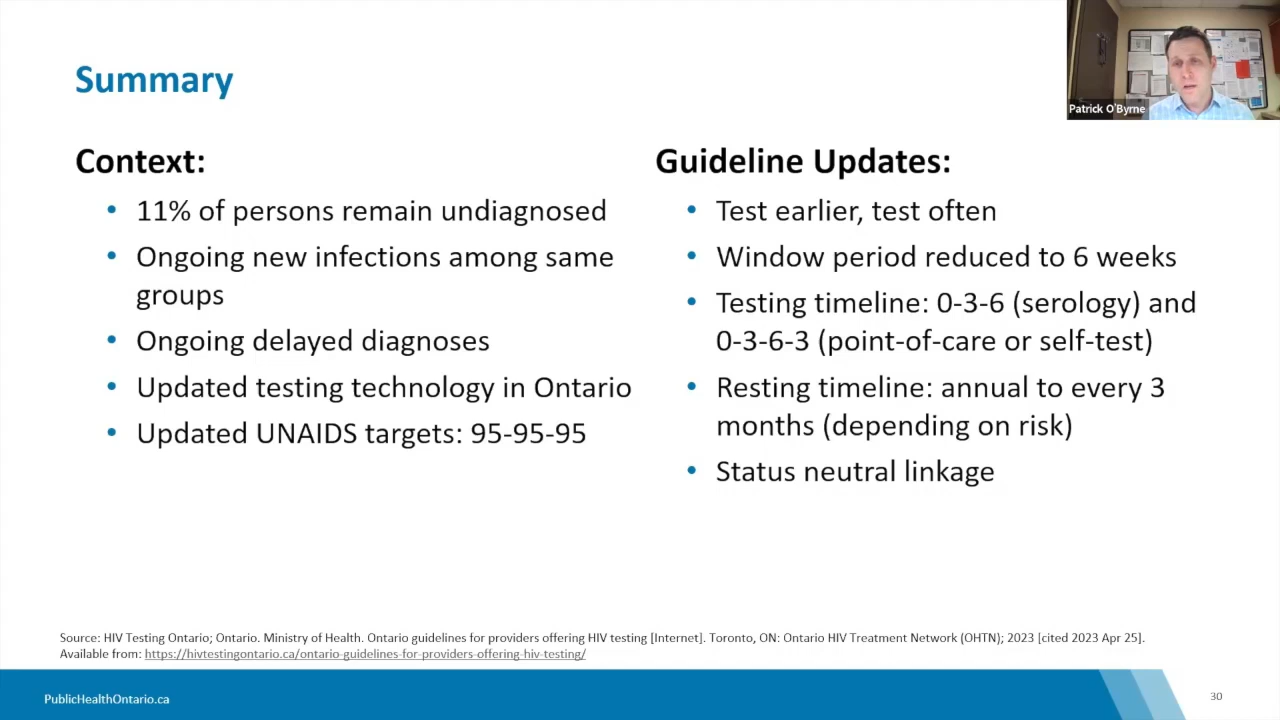 Summary
Context:
• 11% of persons remain undiagnosed
• Ongoing new infections among same
groups
• Ongoing delayed diagnoses
• Updated testing technology in Ontario
• Updated UNAIDS targets: 95-95-95
Guideline Updates:
• Test earlier, test often
• Window period reduced to 6 weeks
• Testing timeline: 0-3-6 (serology) and
0-3-6-3 (point-of-care or self-test)
• Resting timeline: annual to every 3
months (depending on risk)
• Status neutral linkage
Patrick O'Byrne
Source: HIV Testing Ontario; Ontario. Ministry of Health. Ontario guidelines for providers offering HIV testing [Internet]. Toronto, ON: Ontario HIV Treatment Network (OHTN); 2023 [cited 2023 Apr 25].
Available from: https://hivtestingontario.ca/ontario-guidelines-for-providers-offering-hiv-testing/
PublicHealthOntario.ca
30